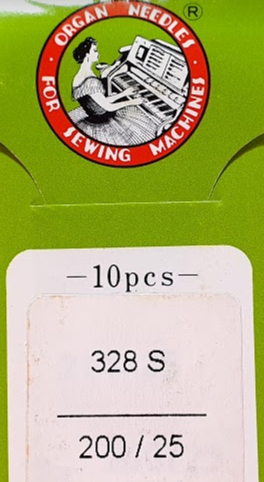 ORGAN NEEDLES
®
· FOR SEWING MACHINES ·
—10pcs—
328 S
200 / 25